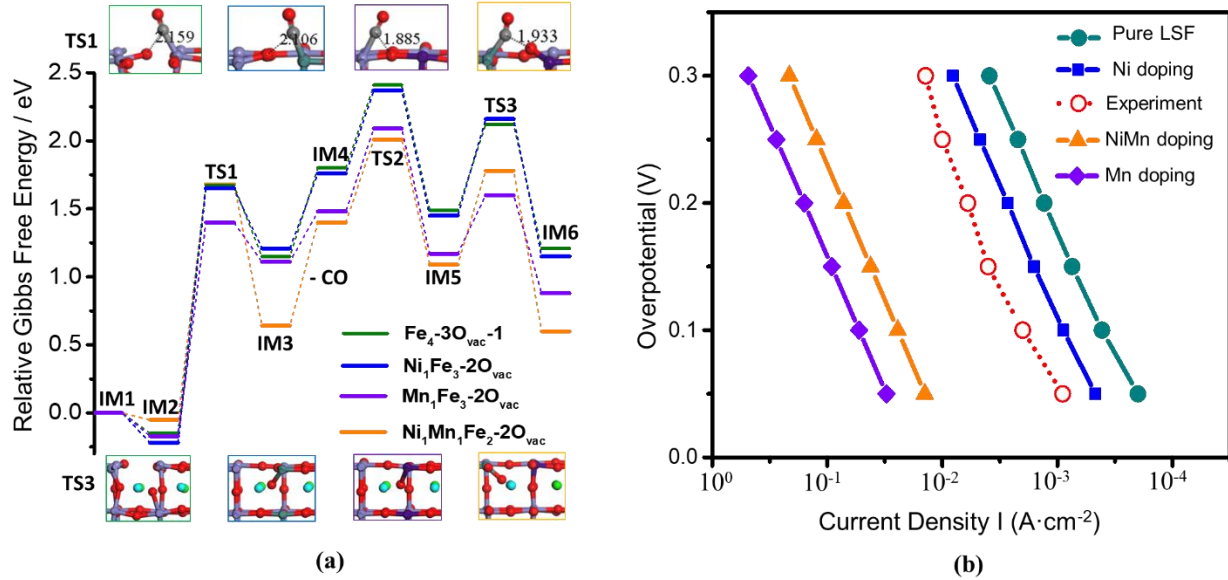 TS1
2.159
2.106
1.885
1.933
2.5
2.0
1.5
1.0
0.5
0.0
Relative Gibbs Free Energy / eV
IM1
IM2
TS1
IM3
- CO
IM4
TS2
IM5
TS3
IM6
Fe4-3Ovac-1
Ni1Fe3-2Ovac
Mn1Fe3-2Ovac
Ni1Mn1Fe2-2Ovac
TS3
(a)
Pure LSF
Ni doping
Experiment
NiMn doping
Mn doping
0.3
0.2
0.1
0.0
Overpotential (V)
10^0
10^-1
10^-2
10^-3
10^-4
Current Density I (A·cm^-2)
(b)